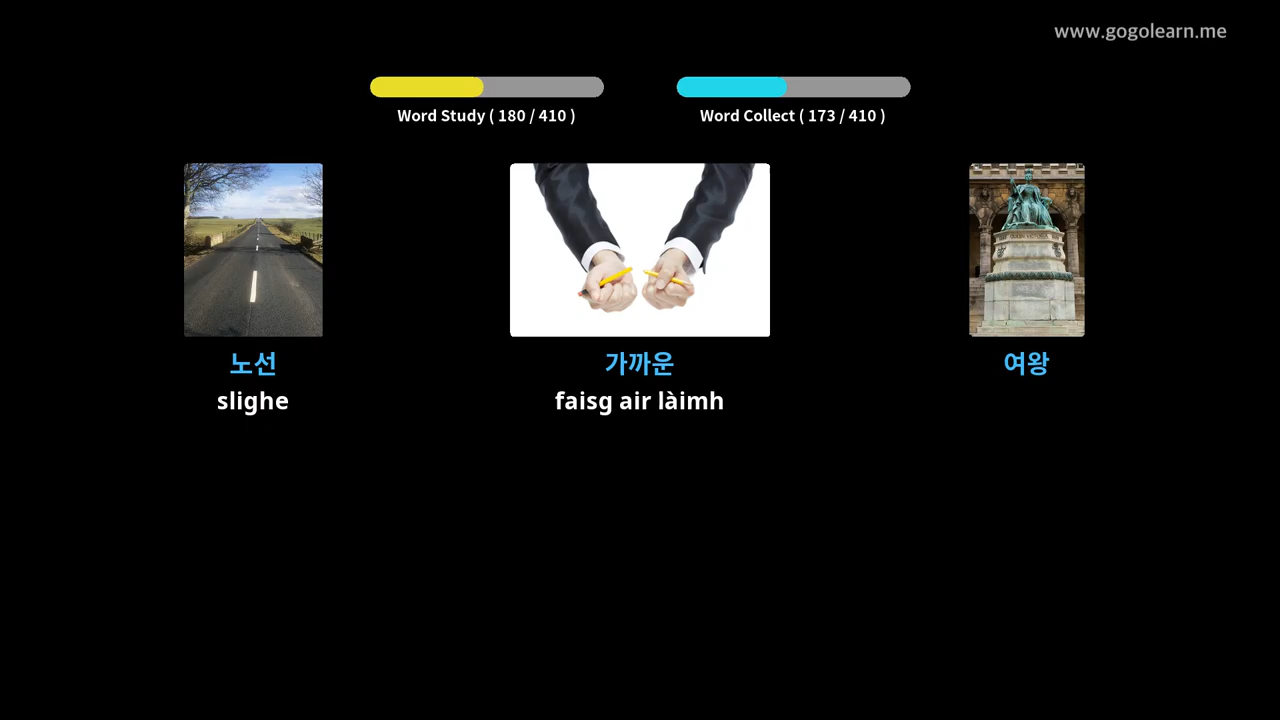 www.gogolearn.me
Word Study ( 180 / 410 )
Word Collect ( 173 / 410 )
노선
slighe
가까운
faisg air làimh
여왕